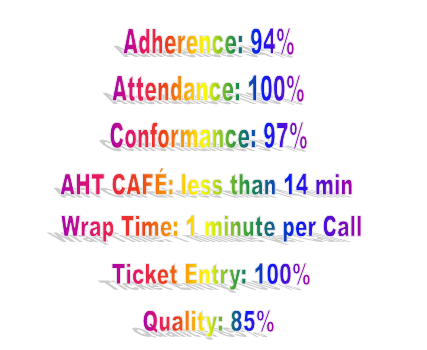 Adherence: 94%
Attendance: 100%
Conformance: 97%
AHT CAFÉ: less than 14 min
Wrap Time: 1 minute per Call
Ticket Entry: 100%
Quality: 85%